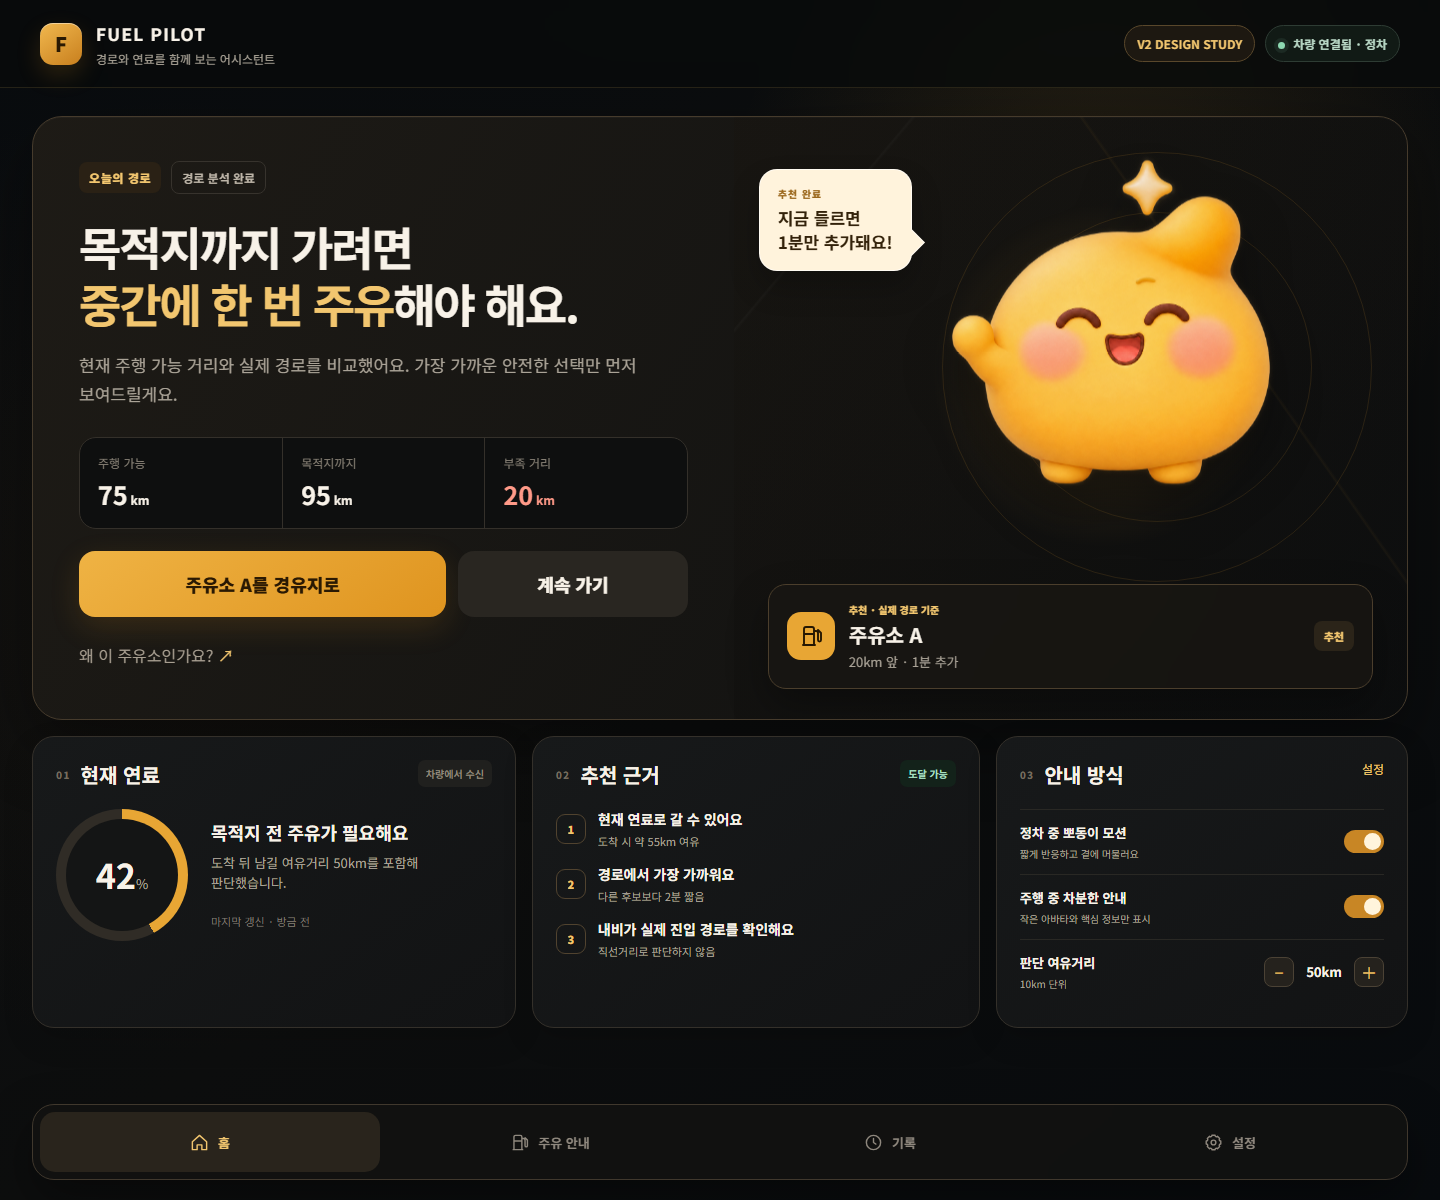 F
FUEL PILOT
경로와 연료를 함께 보는 어시스턴트
V2 DESIGN STUDY
차량 연결됨 · 정차
오늘의 경로
경로 분석 완료
목적지까지 가려면
중간에 한 번 주유해야 해요.
현재 주행 가능 거리와 실제 경로를 비교했어요. 가장 가까운 안전한 선택만 먼저
보여드릴게요.
주행 가능
75 km
목적지까지
95 km
부족 거리
20 km
주유소 A를 경유지로
계속 가기
왜 이 주유소인가요? ↗
추천 완료
지금 들르면
1분만 추가돼요!
추천 · 실제 경로 기준
주유소 A
20km 앞 · 1분 추가
추천
01 현재 연료
차량에서 수신
42%
목적지 전 주유가 필요해요
도착 뒤 남길 여유거리 50km를 포함해
판단했습니다.
마지막 갱신 · 방금 전
02 추천 근거
도달 가능
1
현재 연료로 갈 수 있어요
도착 시 약 55km 여유
2
경로에서 가장 가까워요
다른 후보보다 2분 짧음
3
내비가 실제 진입 경로를 확인해요
직선거리로 판단하지 않음
03 안내 방식
설정
정차 중 뽀동이 모션
짧게 반응하고 곁에 머물러요
주행 중 차분한 안내
작은 아바타와 핵심 정보만 표시
판단 여유거리
10km 단위
− 50km +
홈
주유 안내
기록
설정